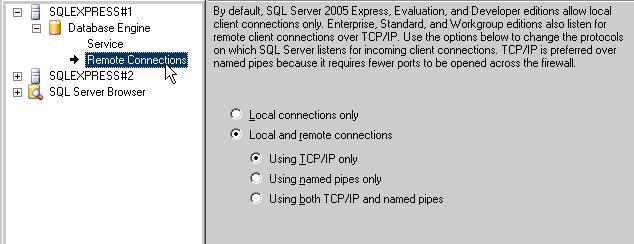 SQLEXPRESS#1
Database Engine
Service
Remote Connections
SQLEXPRESS#2
SQL Server Browser
By default, SQL Server 2005 Express, Evaluation, and Developer editions allow local
client connections only. Enterprise, Standard, and Workgroup editions also listen for
remote client connections over TCP/IP. Use the options below to change the protocols
on which SQL Server listens for incoming client connections. TCP/IP is preferred over
named pipes because it requires fewer ports to be opened across the firewall.
Local connections only
Local and remote connections
Using TCP/IP only
Using named pipes only
Using both TCP/IP and named pipes